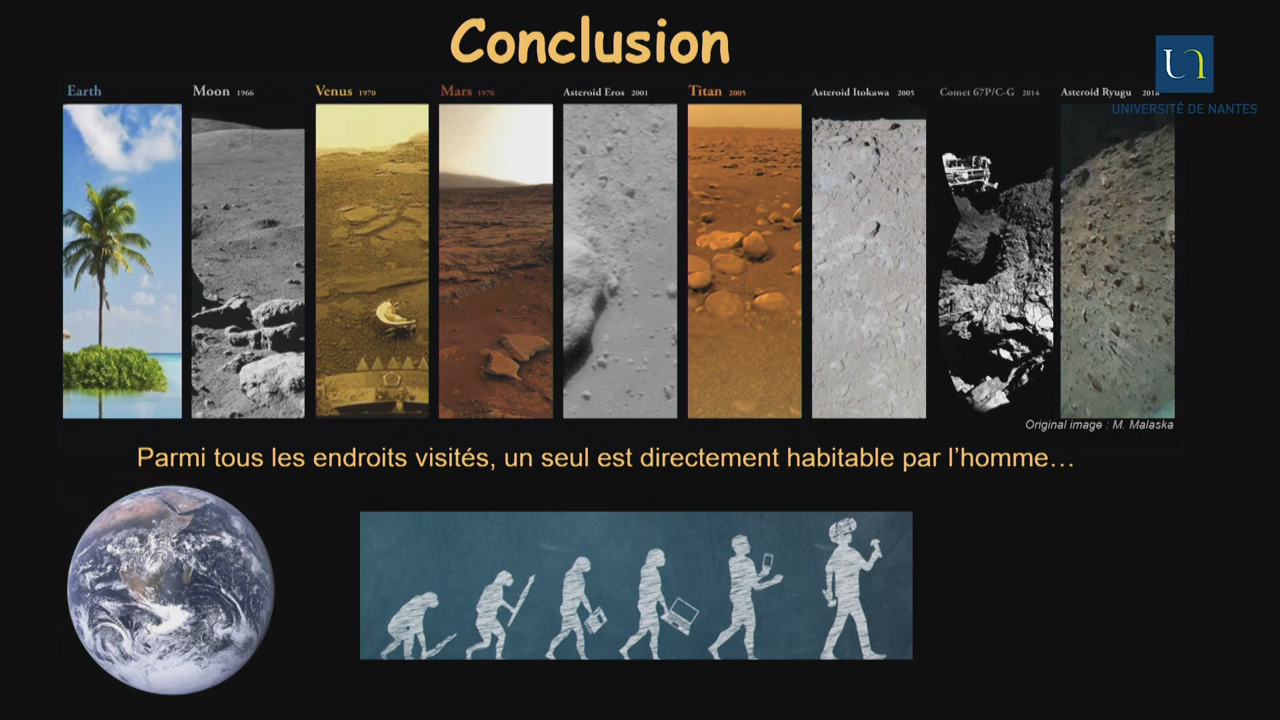 Conclusion
Earth
Moon 1966
Venus 1970
Mars 1976
Asteroid Eros 2001
Titan 2005
Asteroid Itokawa 2005
Comet 67P/C-G 2014
Asteroid Ryugu 2018
UNIVERSITÉ DE NANTES
Original image : M. Malaska
Parmi tous les endroits visités, un seul est directement habitable par l'homme…